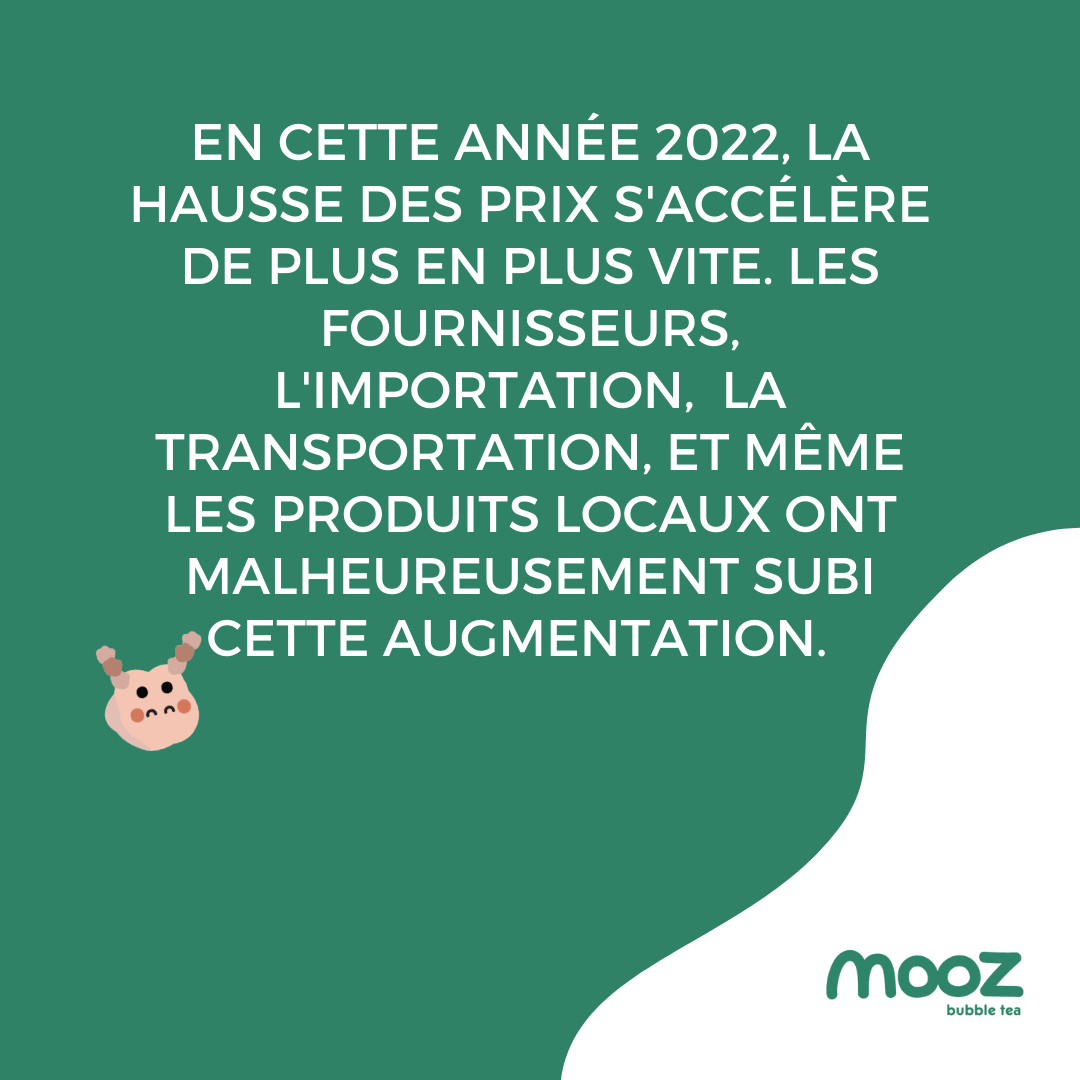 EN CETTE ANNÉE 2022, LA
HAUSSE DES PRIX S'ACCÉLÈRE
DE PLUS EN PLUS VITE. LES
FOURNISSEURS,
L'IMPORTATION,  LA
TRANSPORTATION, ET MÊME
LES PRODUITS LOCAUX ONT
MALHEUREUSEMENT SUBI
CETTE AUGMENTATION.
mooz
bubble tea